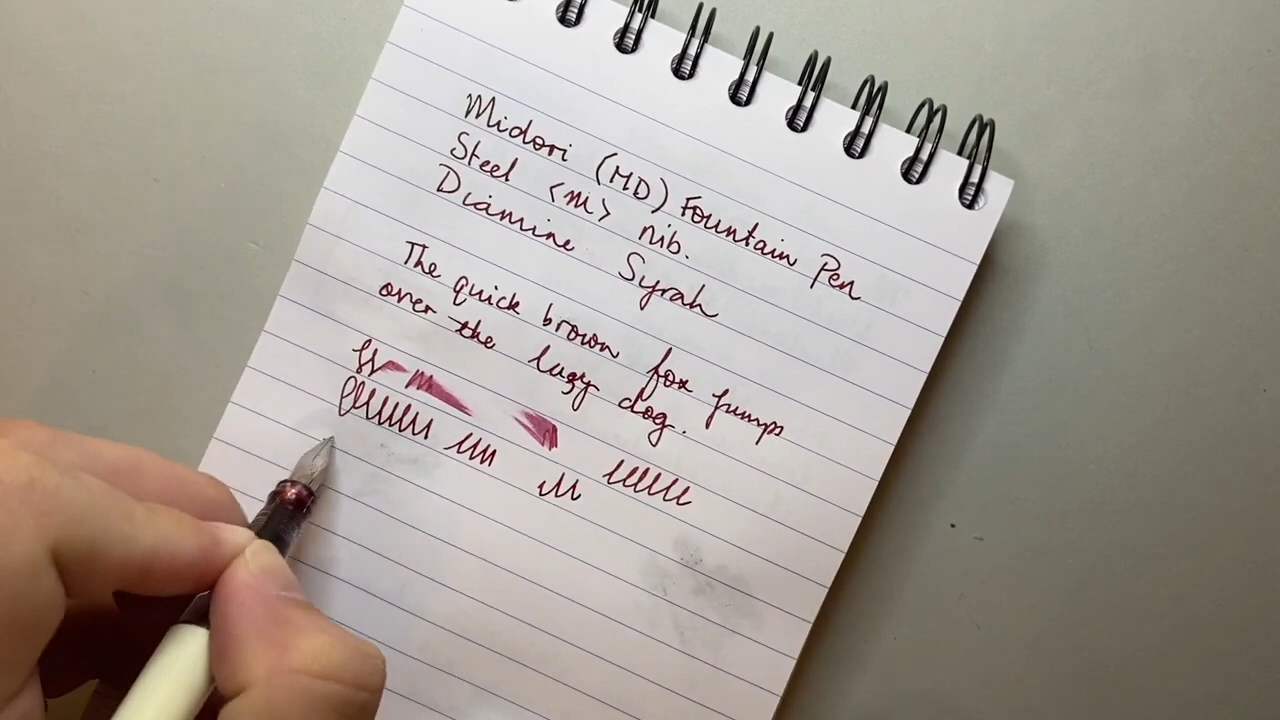 Midori (MD) Fountain Pen
Steel <M> nib.
Diamine Syrah
The quick brown fox jumps
over the lazy dog.